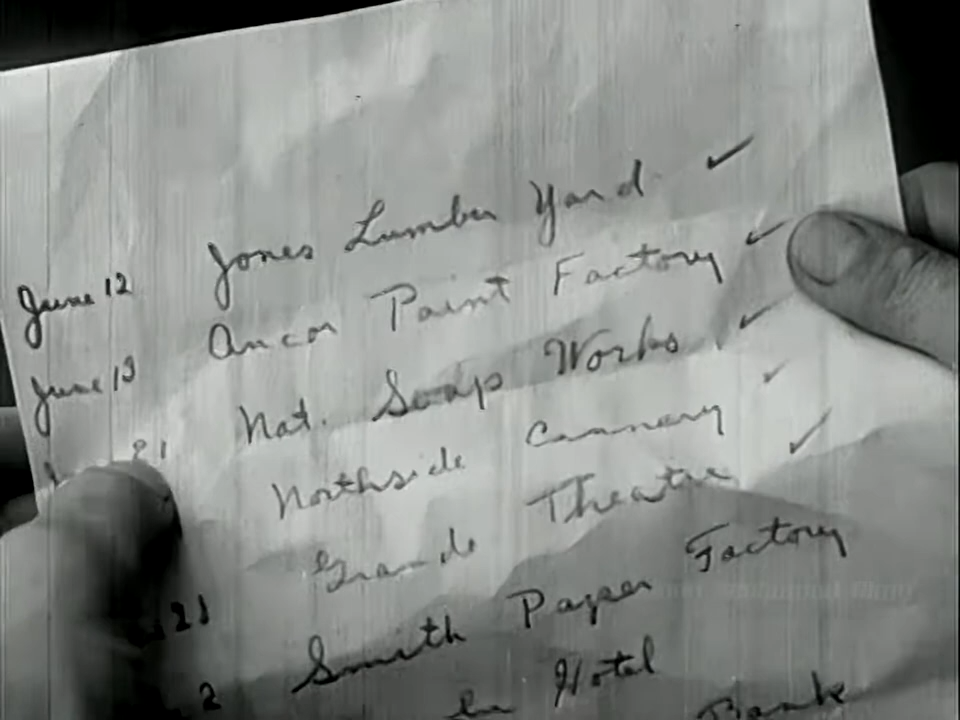 June 12 Jones Lumber Yard ✓
June 13 Ancor Paint Factory ✓
21 Nat. Soap Works ✓
Northside Cannery ✓
Grande Theatre ✓
21 Smith Paper Factory
2 Hotel
Bank